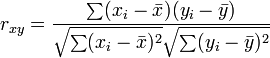 r_{xy} = \frac{\sum(x_i - \bar{x})(y_i - \bar{y})}{\sqrt{\sum(x_i - \bar{x})^2}\sqrt{\sum(y_i - \bar{y})^2}}